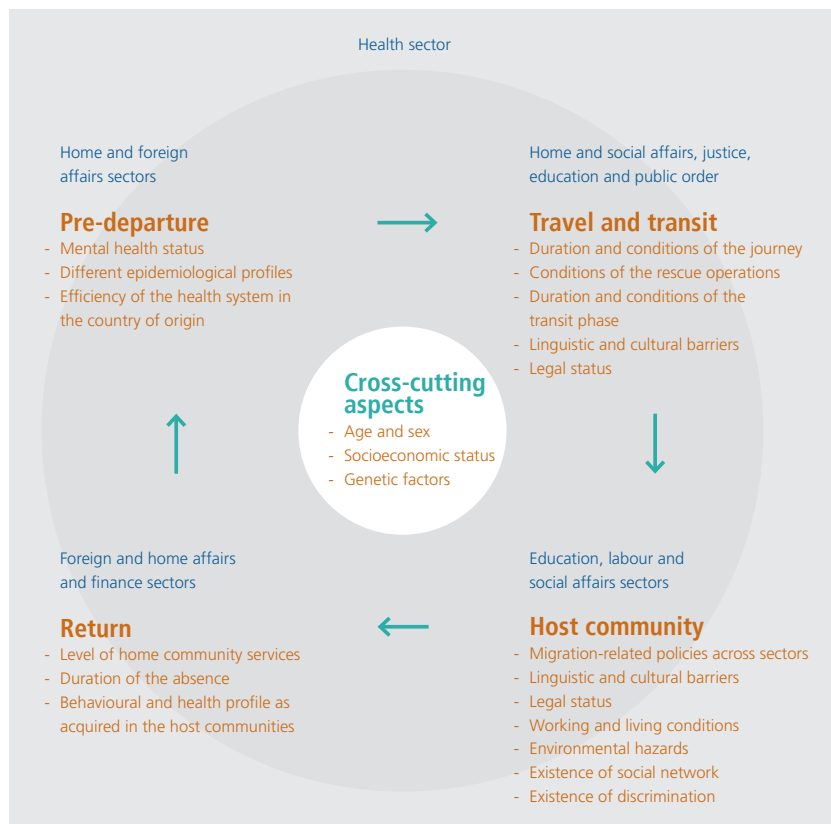 Health sector
Home and foreign
affairs sectors
Pre-departure
- Mental health status
- Different epidemiological profiles
- Efficiency of the health system in
the country of origin
Home and social affairs, justice,
education and public order
Travel and transit
- Duration and conditions of the journey
- Conditions of the rescue operations
- Duration and conditions of the
transit phase
- Linguistic and cultural barriers
- Legal status
Cross-cutting
aspects
- Age and sex
- Socioeconomic status
- Genetic factors
Foreign and home affairs
and finance sectors
Return
- Level of home community services
- Duration of the absence
- Behavioural and health profile as
acquired in the host communities
Education, labour and
social affairs sectors
Host community
- Migration-related policies across sectors
- Linguistic and cultural barriers
- Legal status
- Working and living conditions
- Environmental hazards
- Existence of social network
- Existence of discrimination